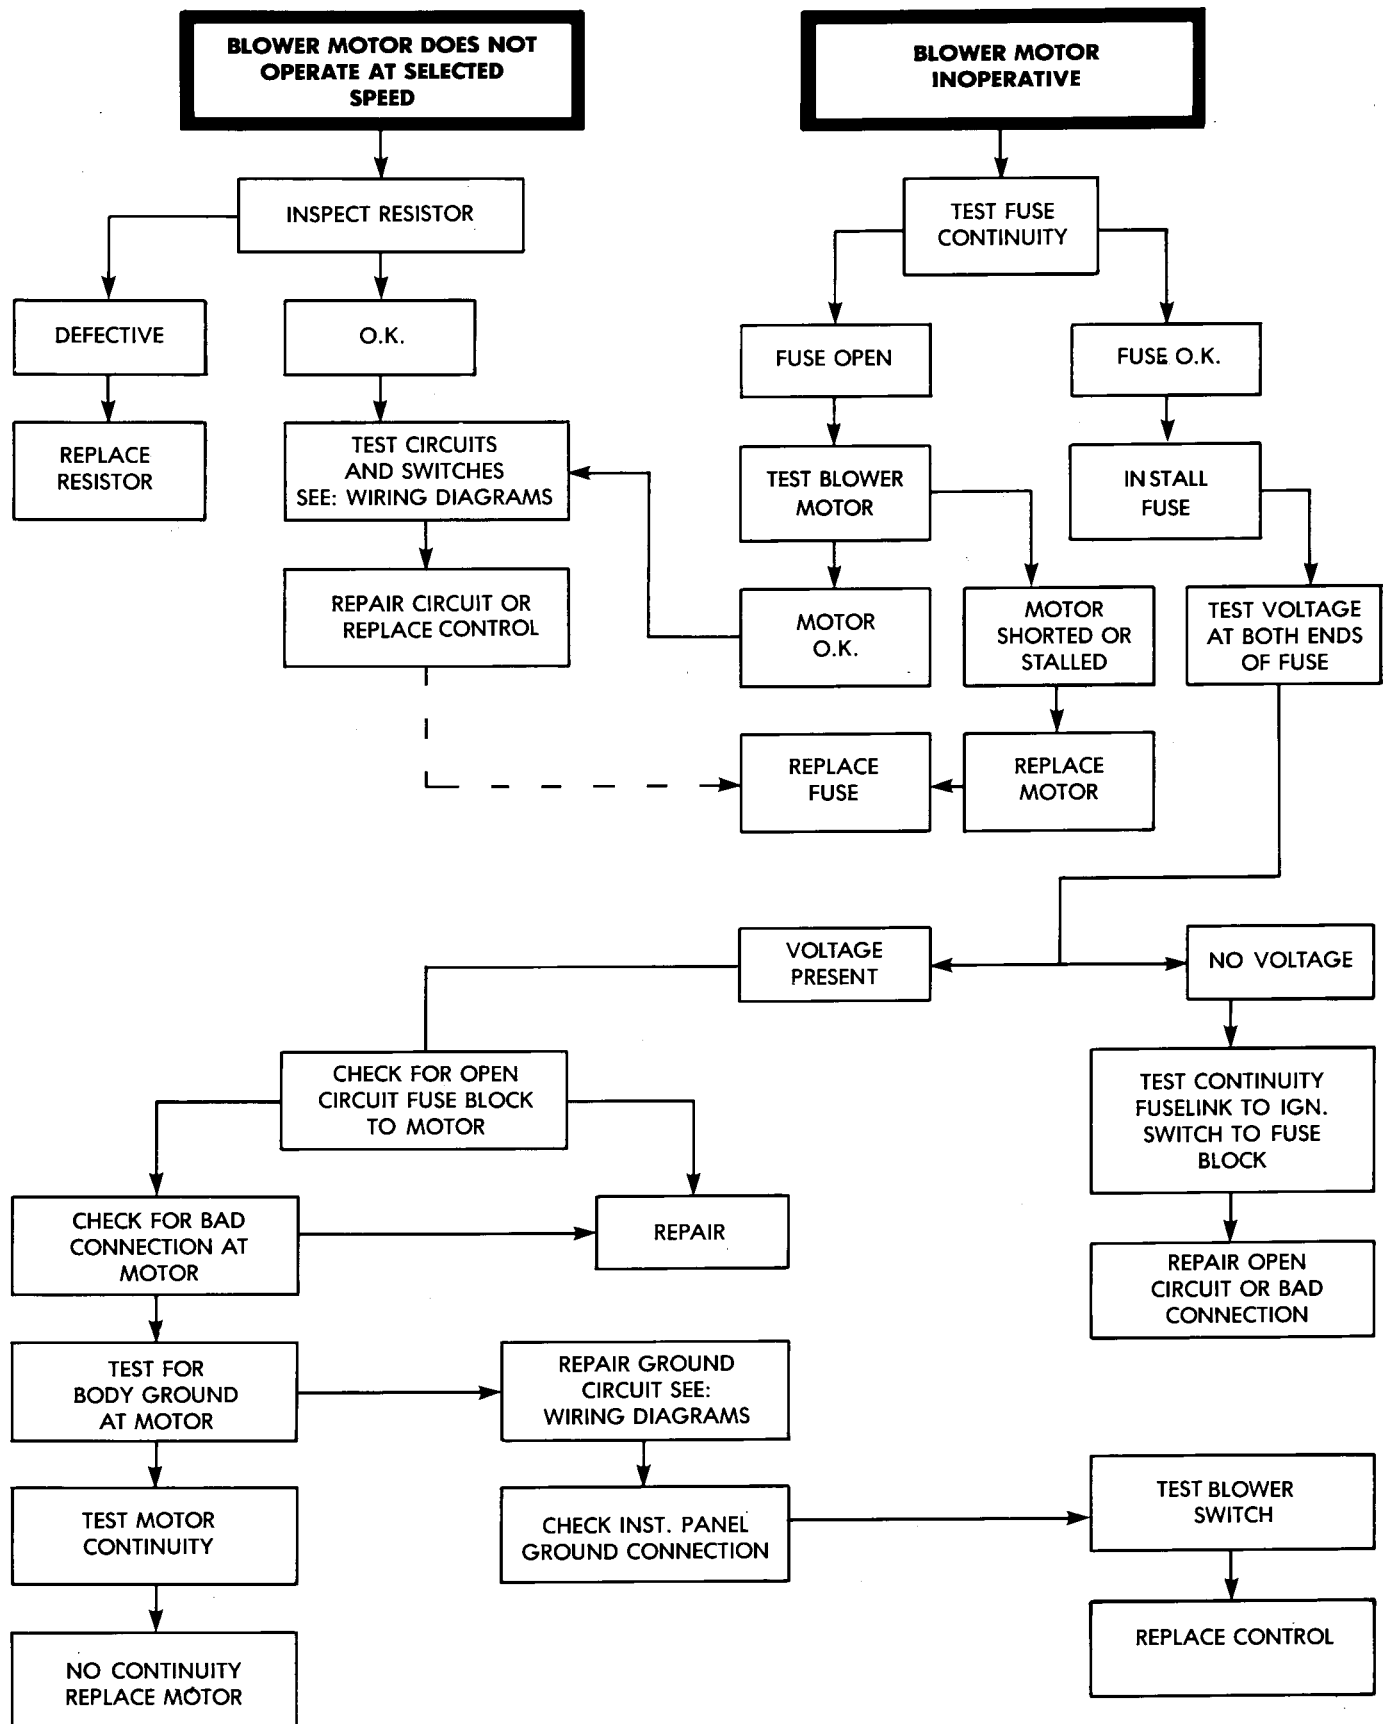 BLOWER MOTOR DOES NOT
OPERATE AT SELECTED
SPEED
BLOWER MOTOR
INOPERATIVE
INSPECT RESISTOR
TEST FUSE
CONTINUITY
DEFECTIVE
O.K.
FUSE OPEN
FUSE O.K.
REPLACE
RESISTOR
TEST CIRCUITS
AND SWITCHES
SEE: WIRING DIAGRAMS
TEST BLOWER
MOTOR
INSTALL
FUSE
REPAIR CIRCUIT OR
REPLACE CONTROL
MOTOR
O.K.
MOTOR
SHORTED OR
STALLED
TEST VOLTAGE
AT BOTH ENDS
OF FUSE
REPLACE
FUSE
REPLACE
MOTOR
VOLTAGE
PRESENT
NO VOLTAGE
CHECK FOR OPEN
CIRCUIT FUSE BLOCK
TO MOTOR
TEST CONTINUITY
FUSELINK TO IGN.
SWITCH TO FUSE
BLOCK
CHECK FOR BAD
CONNECTION AT
MOTOR
REPAIR
REPAIR OPEN
CIRCUIT OR BAD
CONNECTION
TEST FOR
BODY GROUND
AT MOTOR
REPAIR GROUND
CIRCUIT SEE:
WIRING DIAGRAMS
TEST MOTOR
CONTINUITY
CHECK INST. PANEL
GROUND CONNECTION
TEST BLOWER
SWITCH
NO CONTINUITY
REPLACE MOTOR
REPLACE CONTROL